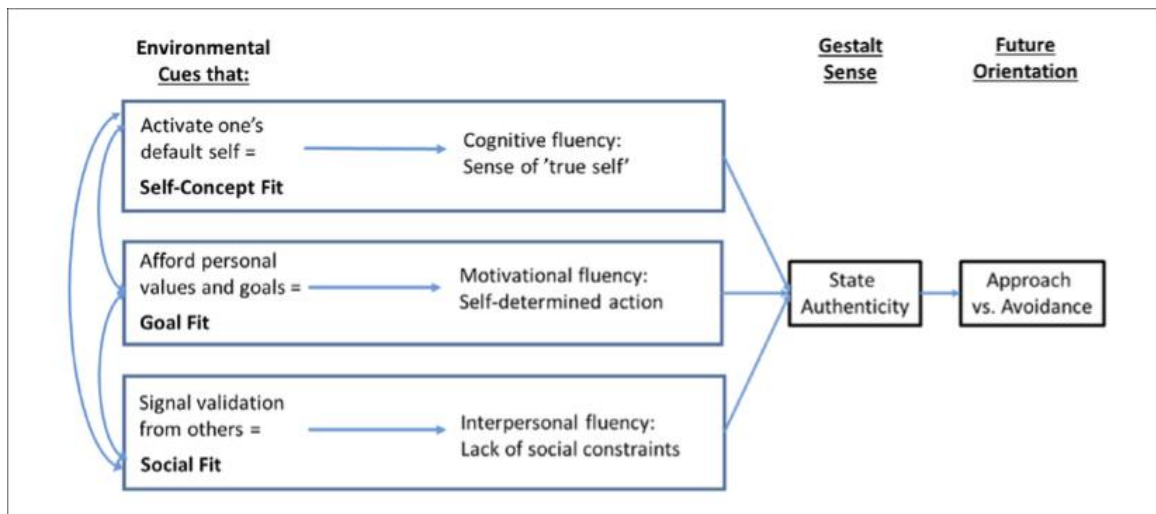 Environmental
Cues that:
Gestalt
Sense
Future
Orientation
Activate one’s
default self =
Self-Concept Fit
Cognitive fluency:
Sense of ’true self’
Afford personal
values and goals =
Goal Fit
Motivational fluency:
Self-determined action
Signal validation
from others =
Social Fit
Interpersonal fluency:
Lack of social constraints
State
Authenticity
Approach
vs. Avoidance